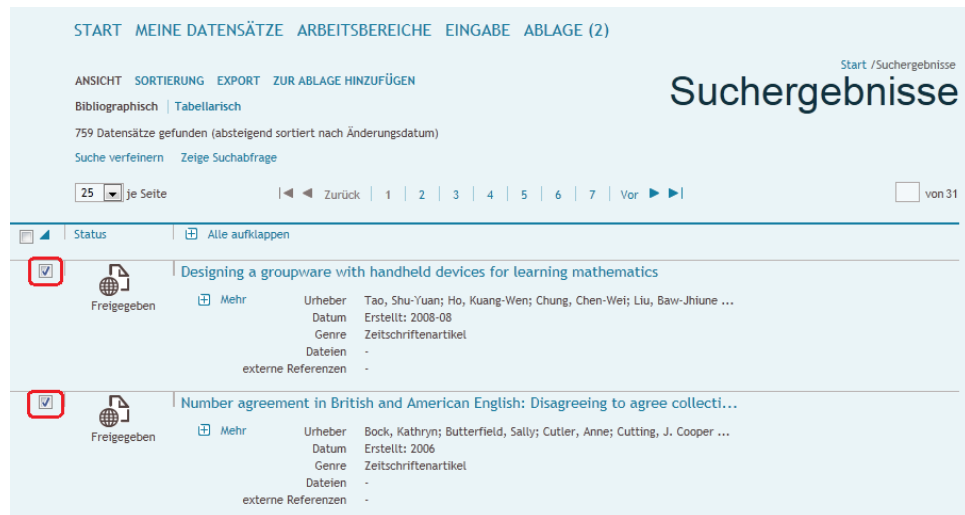 START MEINE DATENSÄTZE ARBEITSBEREICHE EINGABE ABLAGE (2)
Start /Suchergebnisse
Suchergebnisse
ANSICHT SORTIERUNG EXPORT ZUR ABLAGE HINZUFÜGEN
Bibliographisch | Tabellarisch
759 Datensätze gefunden (absteigend sortiert nach Änderungsdatum)
Suche verfeinern Zeige Suchabfrage
25 je Seite Zurück | 1 | 2 | 3 | 4 | 5 | 6 | 7 | Vor von 31
Status Alle aufklappen
Designing a groupware with handheld devices for learning mathematics
Freigegeben
Mehr Urheber Tao, Shu-Yuan; Ho, Kuang-Wen; Chung, Chen-Wei; Liu, Baw-Jhiune ...
Datum Erstellt: 2008-08
Genre Zeitschriftenartikel
Dateien -
externe Referenzen -
Number agreement in British and American English: Disagreeing to agree collecti...
Freigegeben
Mehr Urheber Bock, Kathryn; Butterfield, Sally; Cutler, Anne; Cutting, J. Cooper ...
Datum Erstellt: 2006
Genre Zeitschriftenartikel
Dateien -
externe Referenzen -